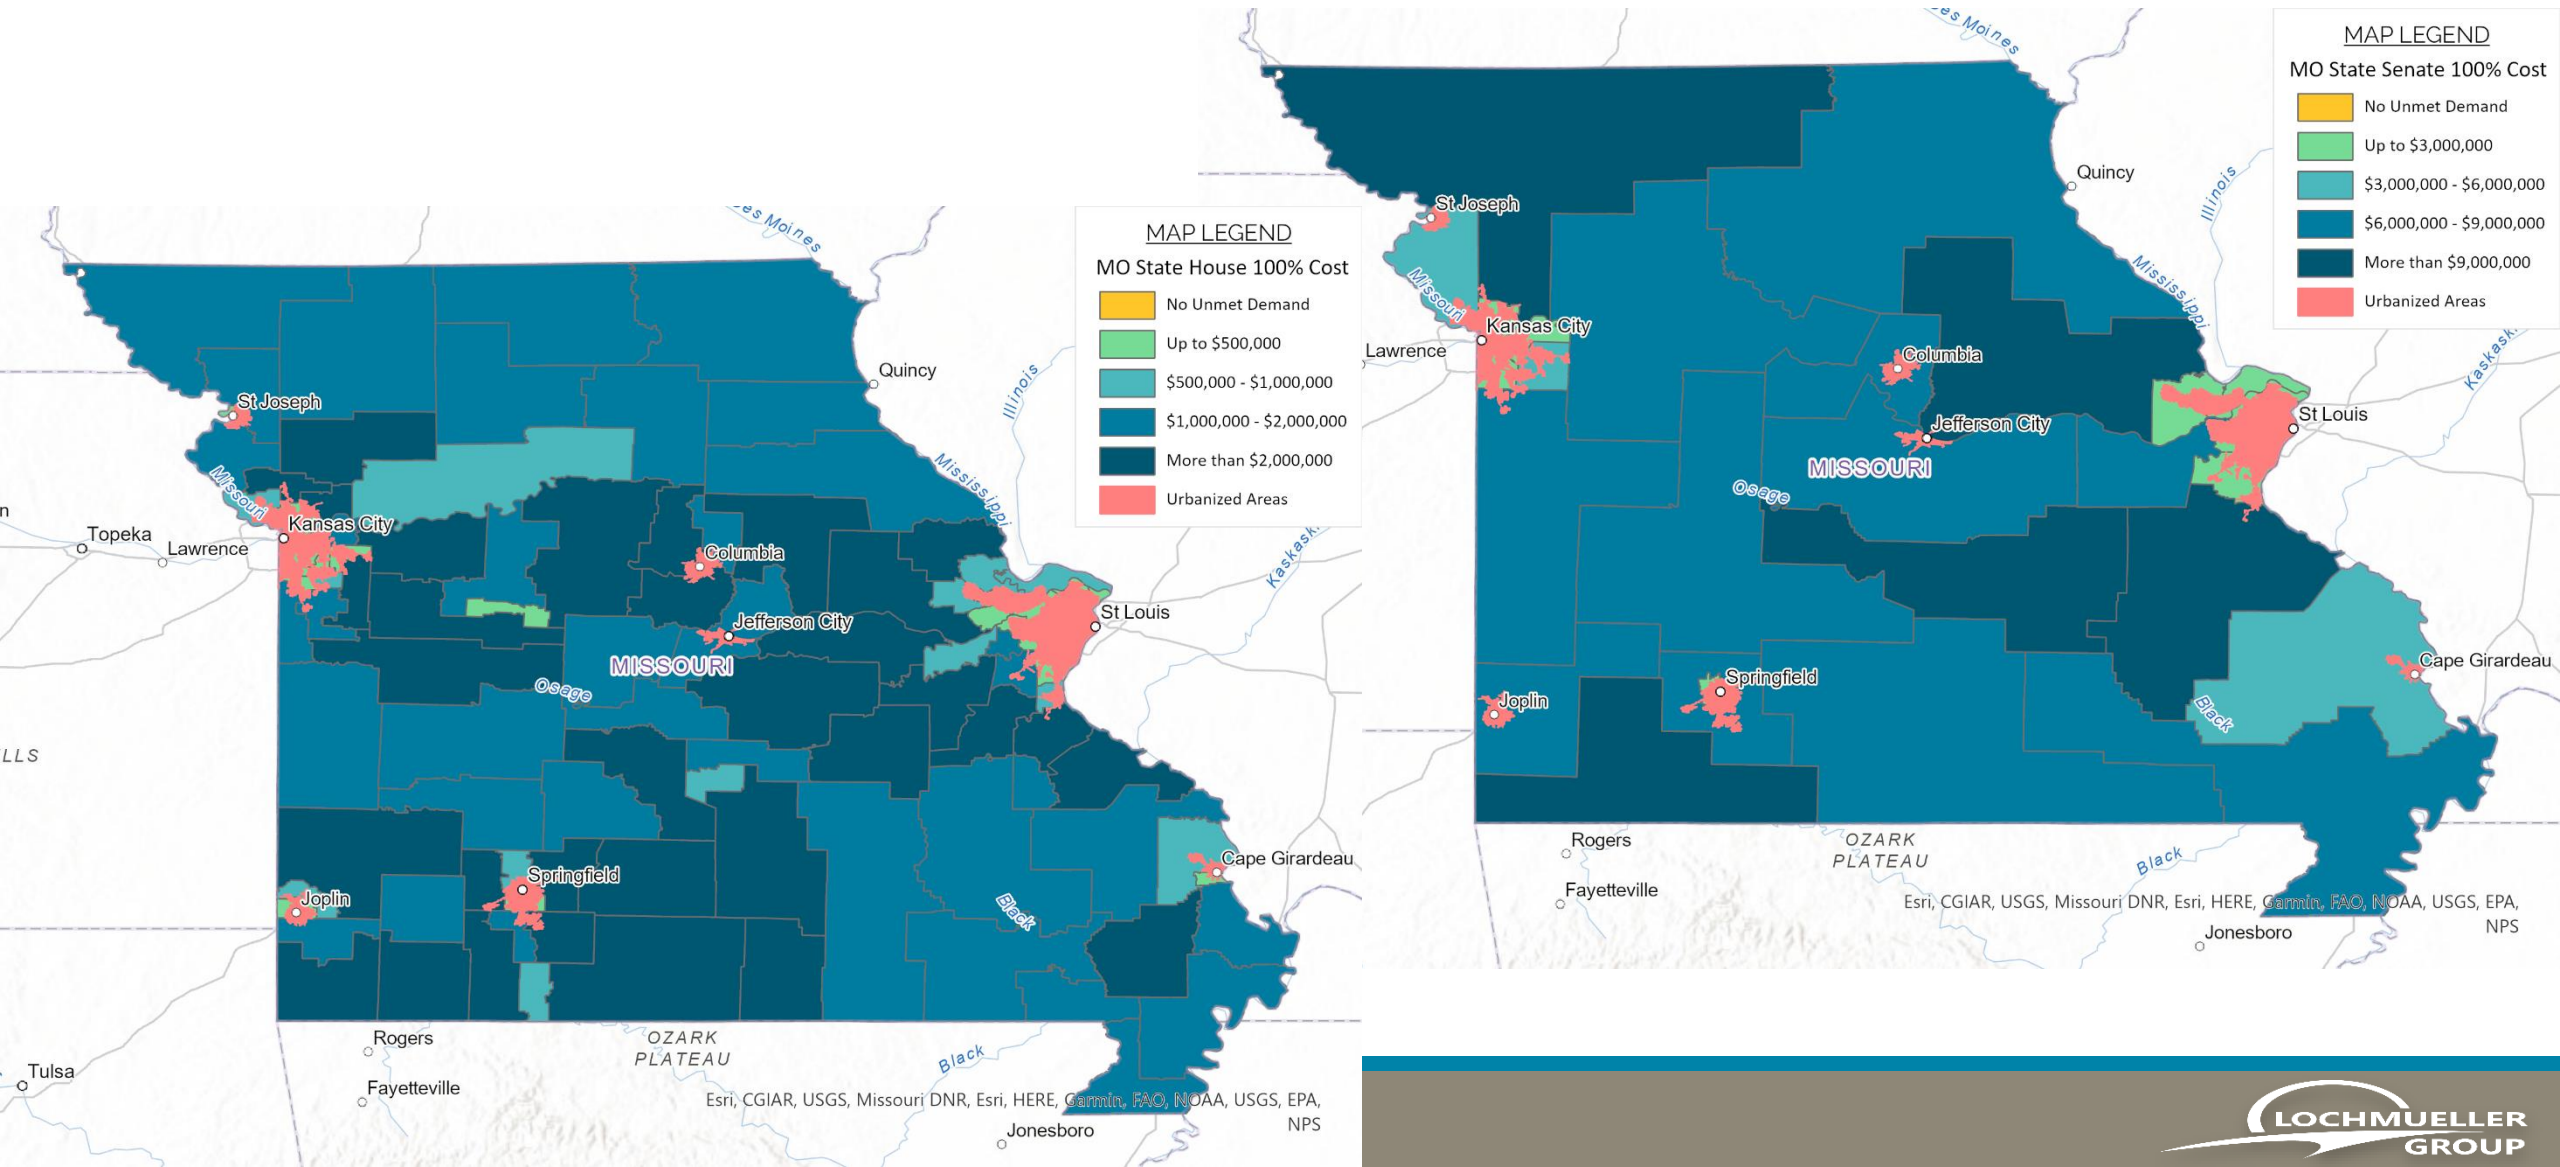 MAP LEGEND
MO State House 100% Cost
No Unmet Demand
Up to $500,000
$500,000 - $1,000,000
$1,000,000 - $2,000,000
More than $2,000,000
Urbanized Areas
Moines
Quincy
Illinois
St Joseph
Mississippi
Missouri
Kansas City
Topeka
Lawrence
Columbia
Jefferson City
St Louis
MISSOURI
Osage
LLS
Springfield
Joplin
Cape Girardeau
Black
Rogers
OZARK
PLATEAU
Black
Tulsa
Fayetteville
Esri, CGIAR, USGS, Missouri DNR, Esri, HERE, Garmin, FAO, NOAA, USGS, EPA,
NPS
Jonesboro
MAP LEGEND
MO State Senate 100% Cost
No Unmet Demand
Up to $3,000,000
$3,000,000 - $6,000,000
$6,000,000 - $9,000,000
More than $9,000,000
Urbanized Areas
Moines
Quincy
Illinois
St Joseph
Mississippi
Missouri
Kansas City
Lawrence
Columbia
Jefferson City
St Louis
MISSOURI
Osage
Springfield
Joplin
Cape Girardeau
Black
Rogers
OZARK
PLATEAU
Black
Fayetteville
Esri, CGIAR, USGS, Missouri DNR, Esri, HERE, Garmin, FAO, NOAA, USGS, EPA,
NPS
Jonesboro
LOCHMUELLER
GROUP